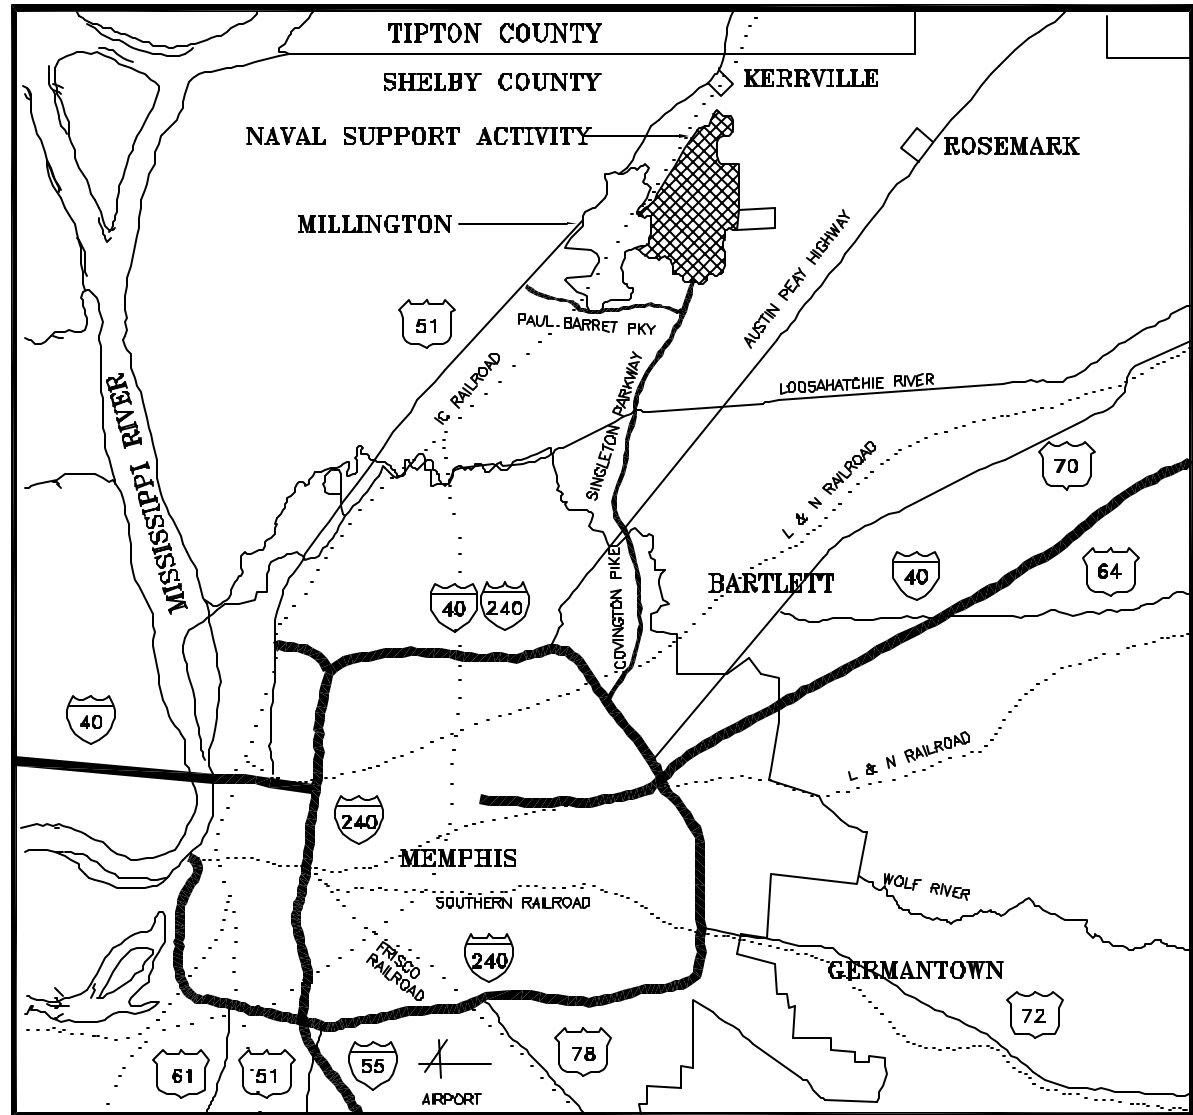 TIPTON COUNTY
SHELBY COUNTY
KERRVILLE
NAVAL SUPPORT ACTIVITY
ROSEMARK
MILLINGTON
AUSTIN PEAY HIGHWAY
51
PAUL BARRET PKY
IC RAILROAD
SINGLETON PARKWAY
LOOSAHATCHIE RIVER
MISSISSIPPI RIVER
L & N RAILROAD
70
COVINGTON PIKE
BARTLETT
40
64
40
240
40
L & N RAILROAD
240
MEMPHIS
WOLF RIVER
SOUTHERN RAILROAD
FRISCO
RAILROAD
240
GERMANTOWN
72
61
51
55
78
AIRPORT